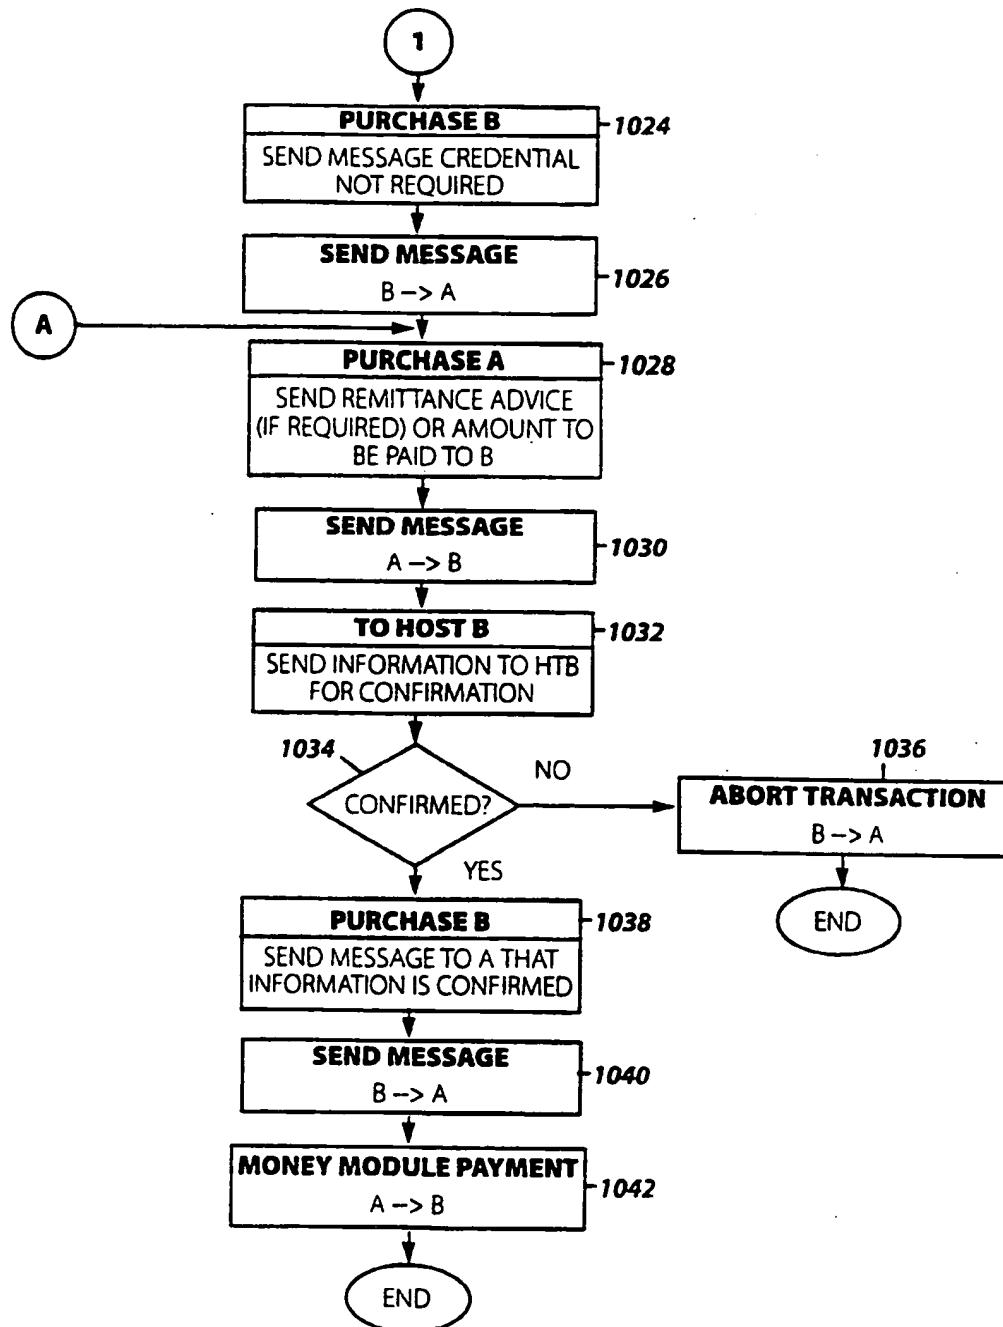 1
PURCHASE B
1024
SEND MESSAGE CREDENTIAL
NOT REQUIRED
SEND MESSAGE
B --> A
1026
A
PURCHASE A
1028
SEND REMITTANCE ADVICE
(IF REQUIRED) OR AMOUNT TO
BE PAID TO B
SEND MESSAGE
A --> B
1030
TO HOST B
1032
SEND INFORMATION TO HTB
FOR CONFIRMATION
1034
CONFIRMED?
NO
YES
1036
ABORT TRANSACTION
B --> A
END
PURCHASE B
1038
SEND MESSAGE TO A THAT
INFORMATION IS CONFIRMED
SEND MESSAGE
B --> A
1040
MONEY MODULE PAYMENT
A --> B
1042
END